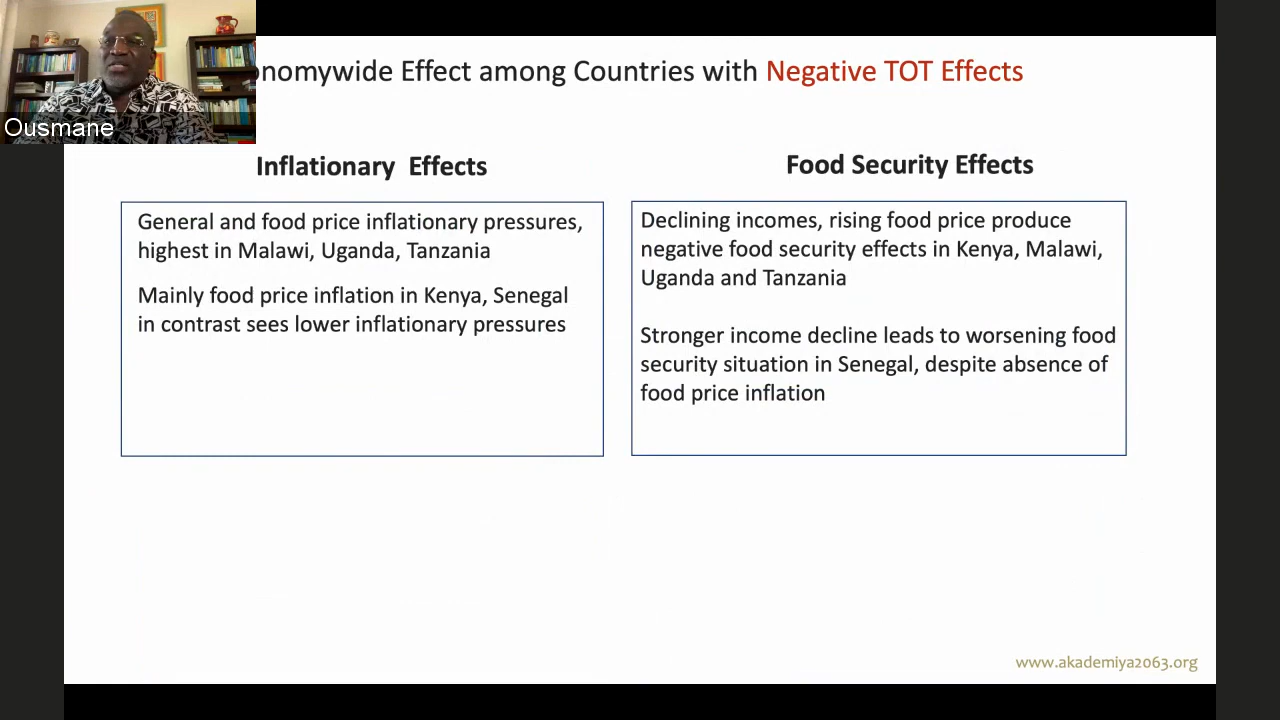 onomywide Effect among Countries with Negative TOT Effects
Ousmane
Inflationary Effects
General and food price inflationary pressures,
highest in Malawi, Uganda, Tanzania
Mainly food price inflation in Kenya, Senegal
in contrast sees lower inflationary pressures
Food Security Effects
Declining incomes, rising food price produce
negative food security effects in Kenya, Malawi,
Uganda and Tanzania
Stronger income decline leads to worsening food
security situation in Senegal, despite absence of
food price inflation
www.akademiya2063.org